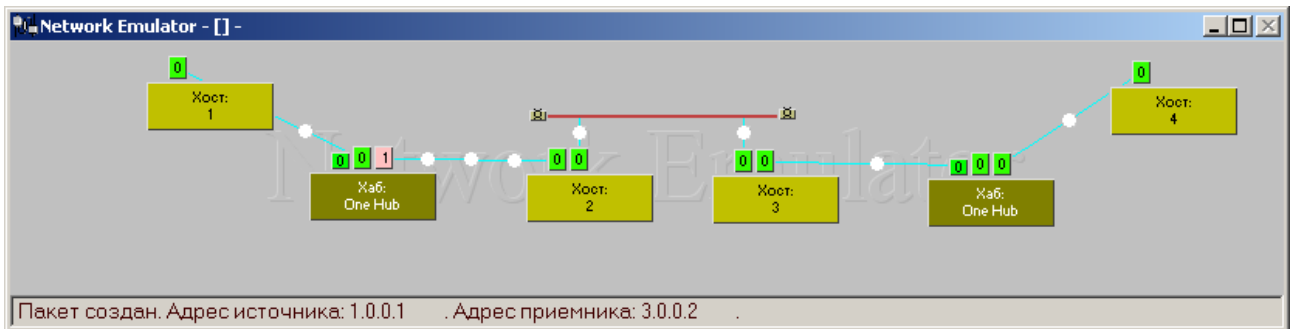 Network Emulator - [] -
0
0
Хост:
1
Хост:
4
Network Emulator
0 0 1
0 0
0 0
0 0 0
Хаб:
One Hub
Хост:
2
Хост:
3
Хаб:
One Hub
Пакет создан. Адрес источника: 1.0.0.1 . Адрес приемника: 3.0.0.2 .